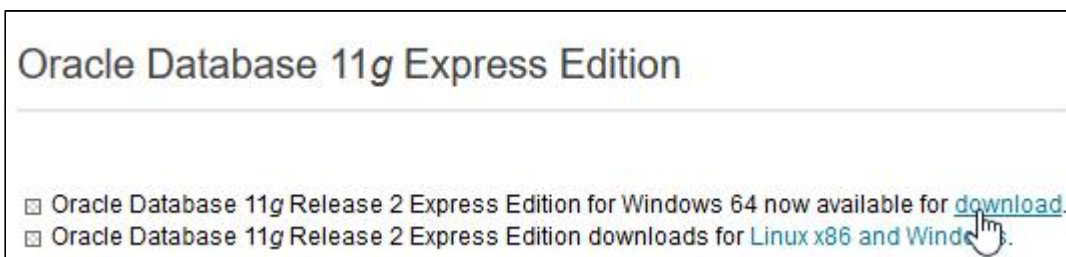 Oracle Database 11g Express Edition
Oracle Database 11g Release 2 Express Edition for Windows 64 now available for download.
Oracle Database 11g Release 2 Express Edition downloads for Linux x86 and Windows.